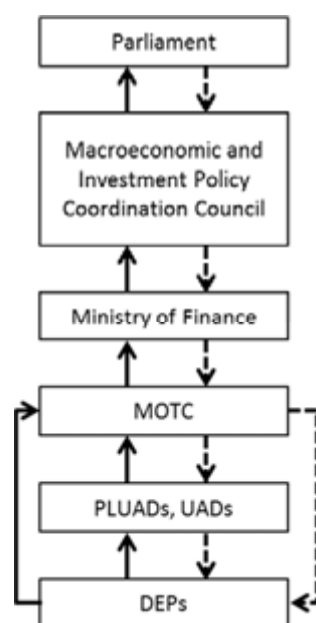 Parliament
Macroeconomic and
Investment Policy
Coordination Council
Ministry of Finance
MOTC
PLUADs, UADs
DEPs